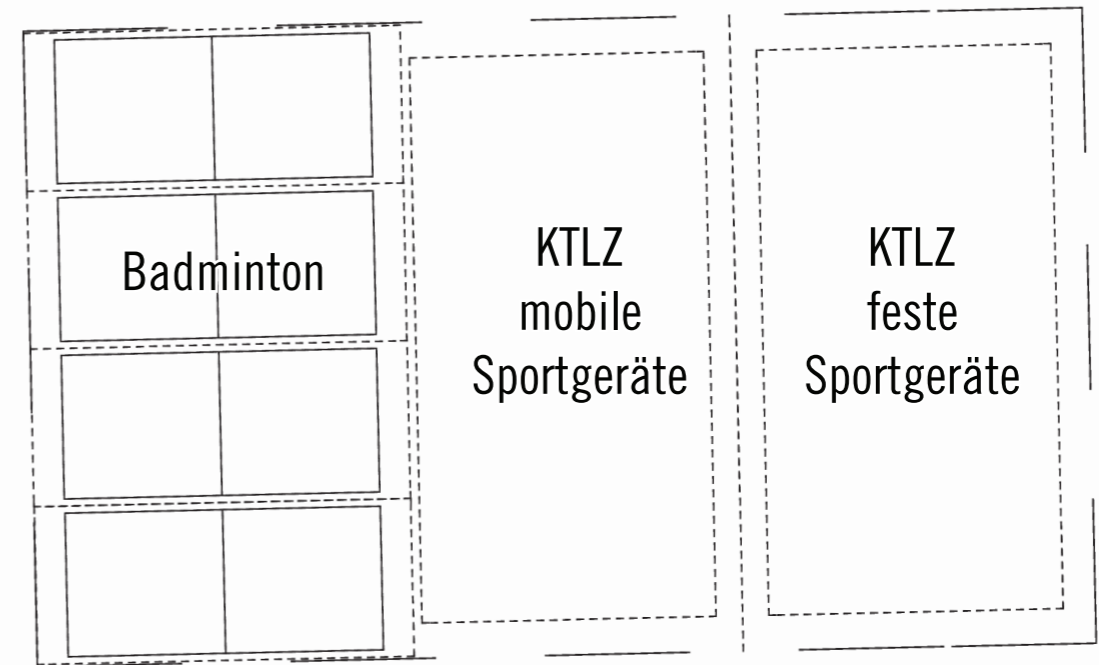 Badminton
KTLZ
mobile
Sportgeräte
KTLZ
feste
Sportgeräte